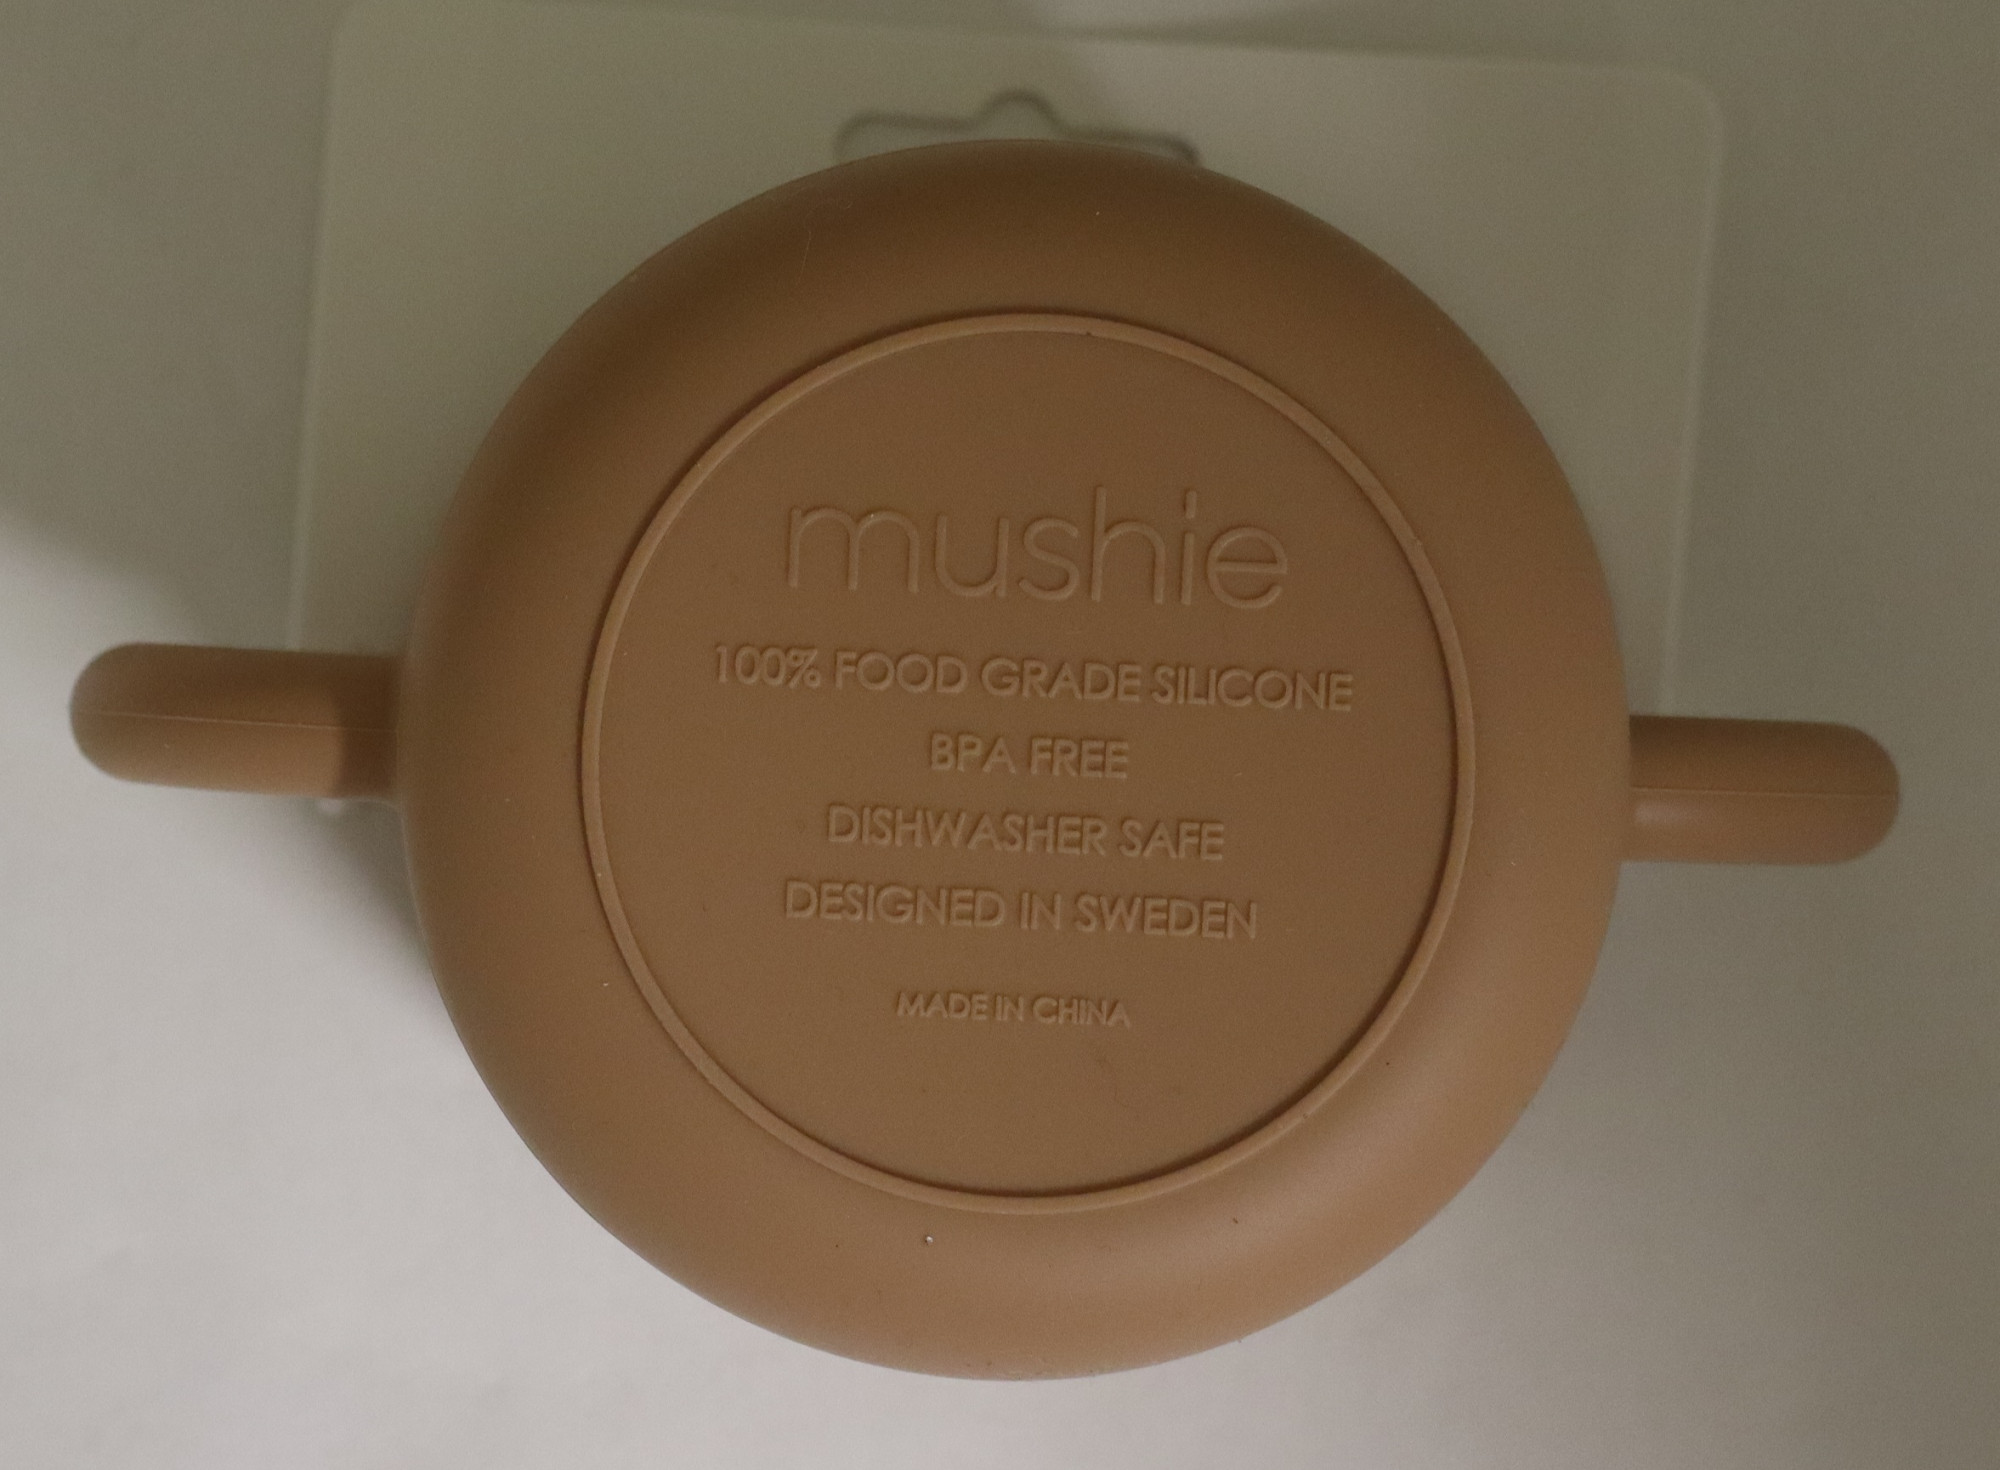 mushie
100% FOOD GRADE SILICONE
BPA FREE
DISHWASHER SAFE
DESIGNED IN SWEDEN
MADE IN CHINA